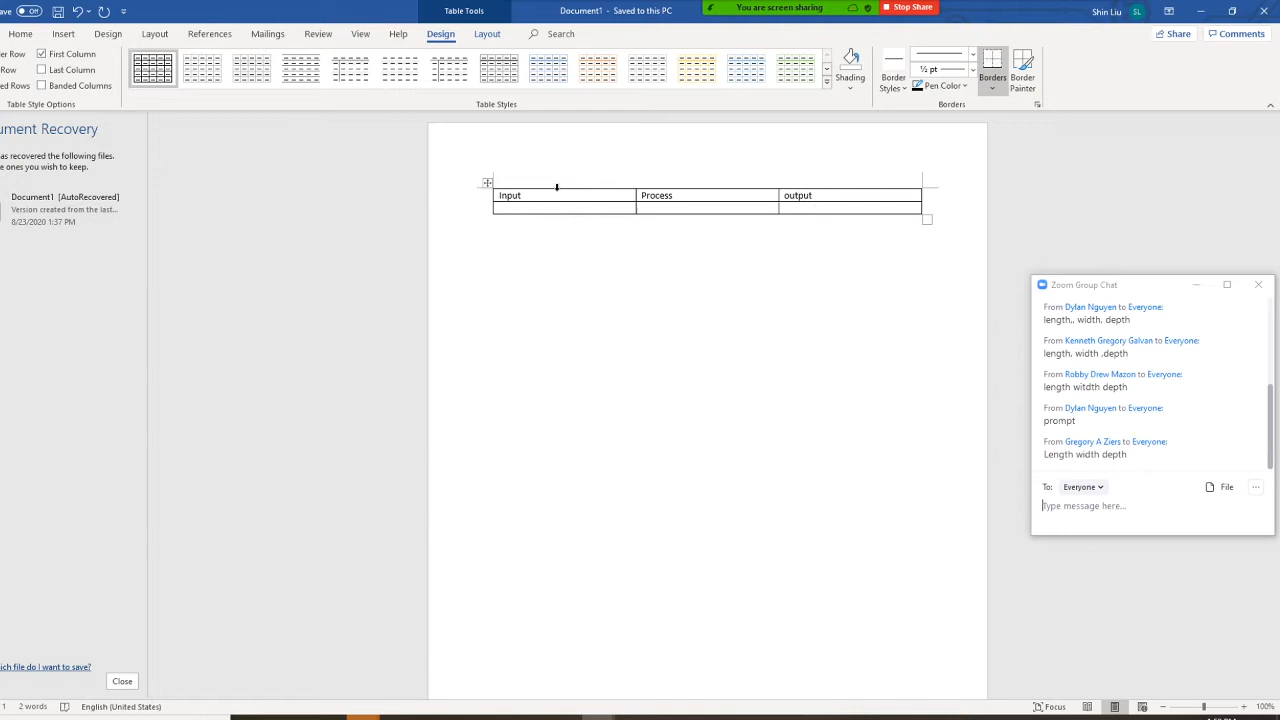 ave
Off
Table Tools
Document1 - Saved to this PC
You are screen sharing
Stop Share
Shin Liu
SL
Home Insert Design Layout References Mailings Review View Help Design Layout Search
Share
Comments
der Row
First Column
Row
Last Column
ed Rows
Banded Columns
Table Style Options
Table Styles
Shading
Border
Styles
½ pt
Pen Color
Borders
Border
Painter
Borders
ument Recovery
as recovered the following files.
e ones you wish to keep.
Document1 [AutoRecovered]
Version created from the last...
8/23/2020 1:37 PM
Input Process output
Zoom Group Chat
From Dylan Nguyen to Everyone:
length,, width, depth
From Kenneth Gregory Galvan to Everyone:
length, width ,depth
From Robby Drew Mazon to Everyone:
length witdth depth
From Dylan Nguyen to Everyone:
prompt
From Gregory A Ziers to Everyone:
Length width depth
To: Everyone
File
...
Type message here...
ich file do I want to save?
Close
1 2 words English (United States)
Focus
100%